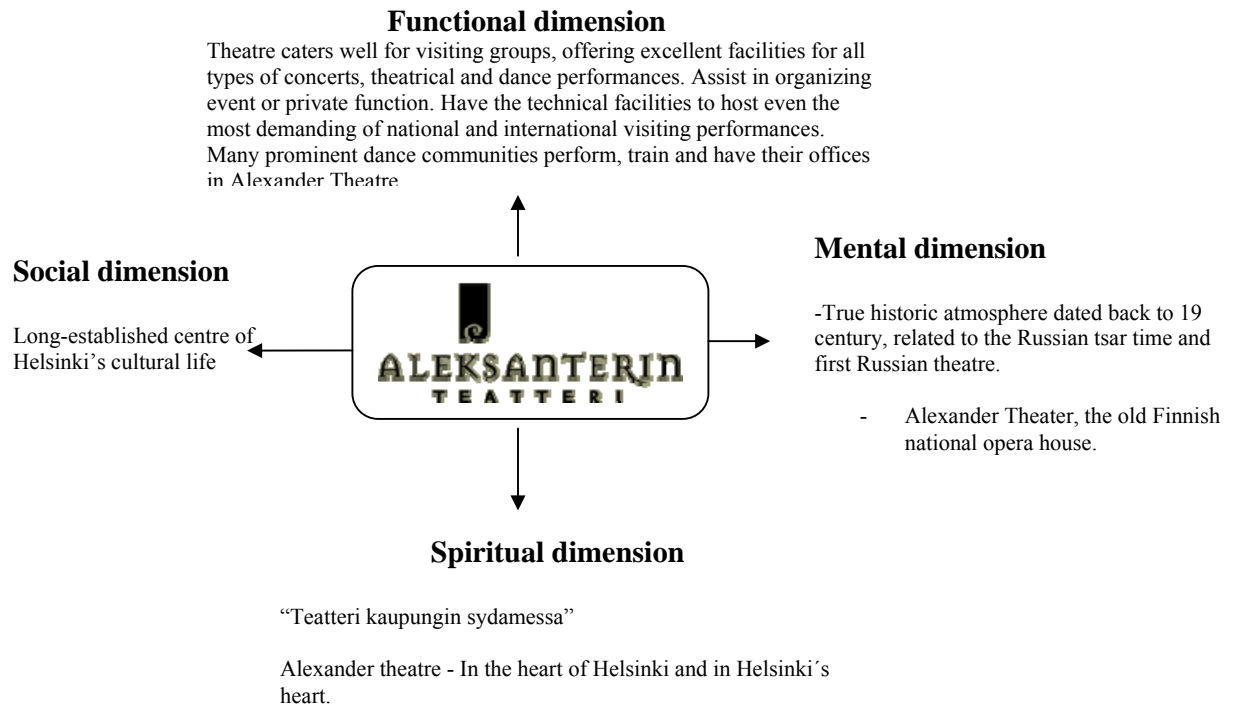 Functional dimension
Theatre caters well for visiting groups, offering excellent facilities for all
types of concerts, theatrical and dance performances. Assist in organizing
event or private function. Have the technical facilities to host even the
most demanding of national and international visiting performances.
Many prominent dance communities perform, train and have their offices
in Alexander Theatre
Social dimension
Long-established centre of
Helsinki’s cultural life
ALEKSANTERIN
TEATTERI
Mental dimension
-True historic atmosphere dated back to 19
century, related to the Russian tsar time and
first Russian theatre.
- Alexander Theater, the old Finnish
national opera house.
Spiritual dimension
“Teatteri kaupungin sydamessa”
Alexander theatre - In the heart of Helsinki and in Helsinki´s
heart.